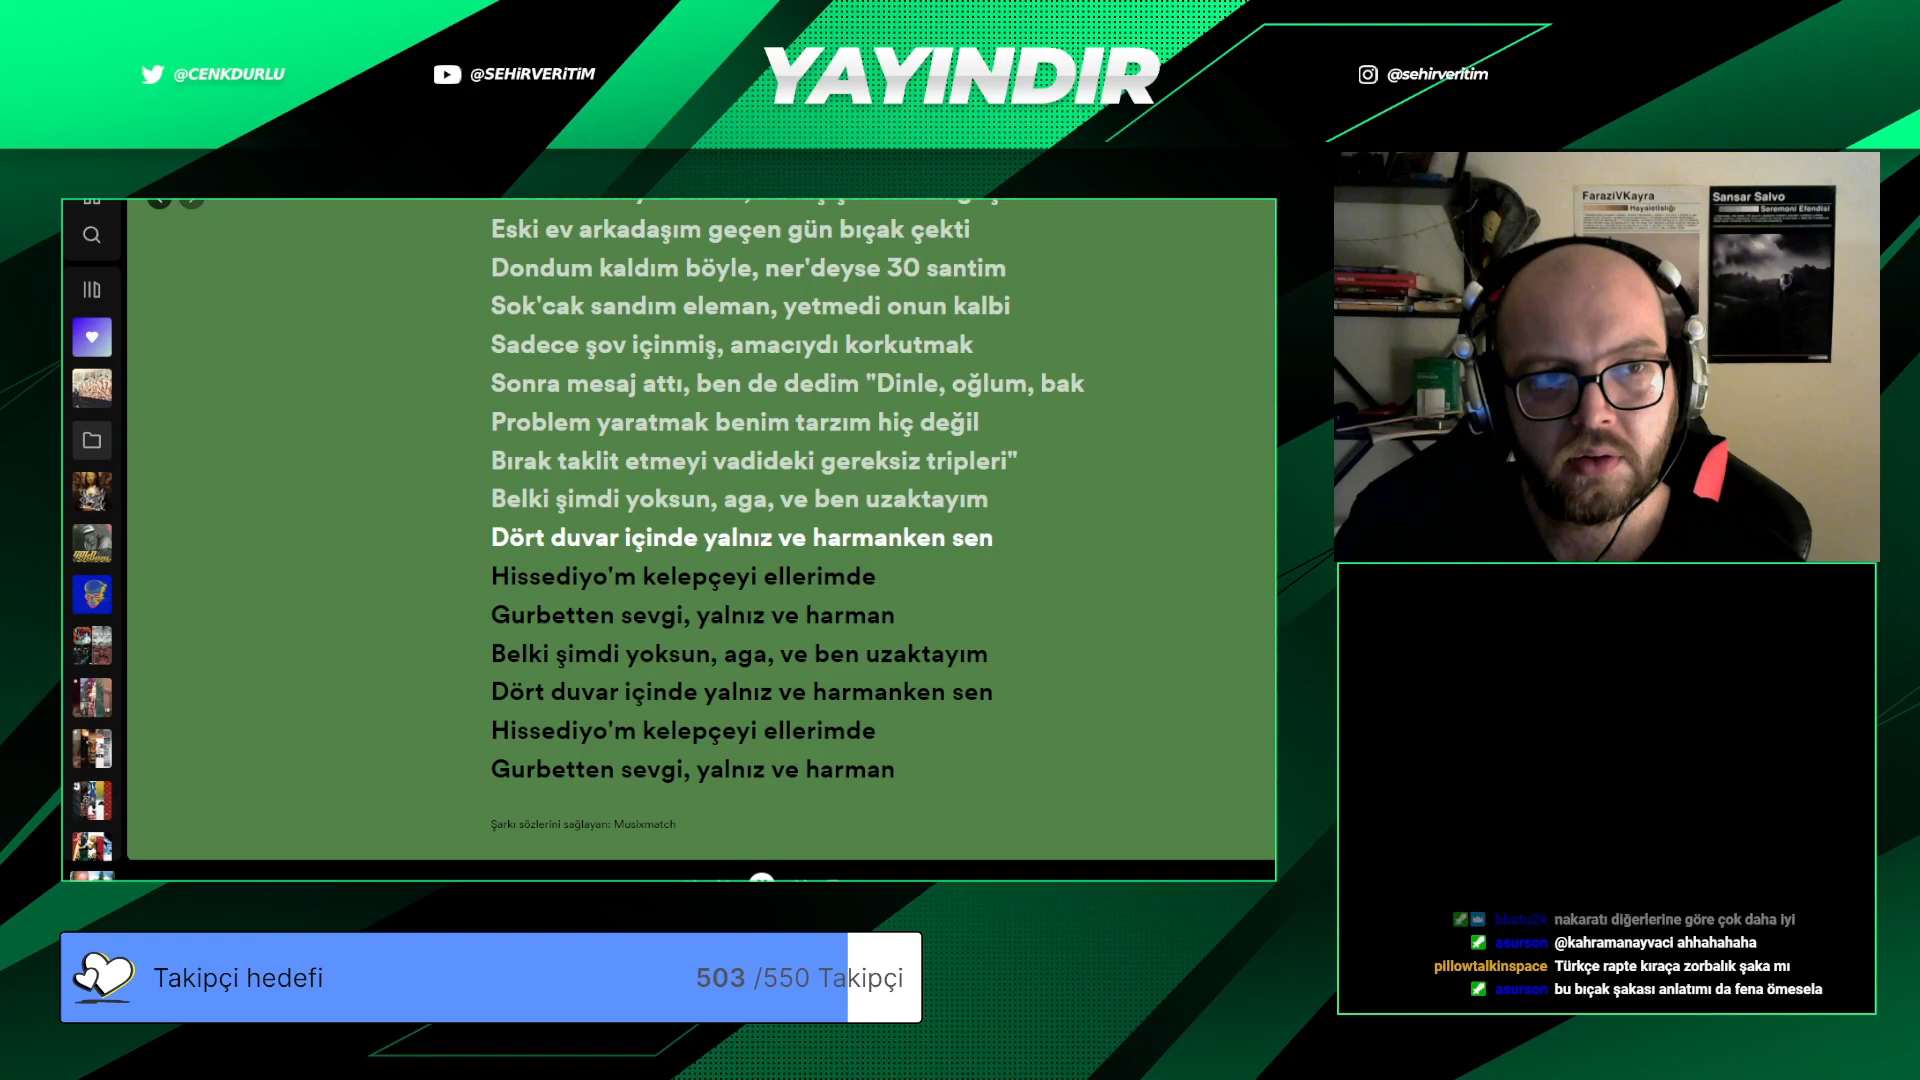 @CENKDURLU
@SEHİRVERİTİM
YAYINDIR
@sehirveritim
Eski ev arkadaşım geçen gün bıçak çekti
Dondum kaldım böyle, ner'deyse 30 santim
Sok'cak sandım eleman, yetmedi onun kalbi
Sadece şov içinmiş, amacıydı korkutmak
Sonra mesaj attı, ben de dedim "Dinle, oğlum, bak
Problem yaratmak benim tarzım hiç değil
Bırak taklit etmeyi vadideki gereksiz tripleri"
Belki şimdi yoksun, aga, ve ben uzaktayım
Dört duvar içinde yalnız ve harmanken sen
Hissediyo'm kelepçeyi ellerimde
Gurbetten sevgi, yalnız ve harman
Belki şimdi yoksun, aga, ve ben uzaktayım
Dört duvar içinde yalnız ve harmanken sen
Hissediyo'm kelepçeyi ellerimde
Gurbetten sevgi, yalnız ve harman
Şarkı sözlerini sağlayan: Musixmatch
FaraziVKayra
Hayaletislığı
Sansar Salvo
Seremoni Efendisi
nakaratı diğerlerine göre çok daha iyi
asurson @kahramanayvaci ahhahahaha
pillowtalkinspace Türkçe rapte kıraça zorbalık şaka mı
asurson bu bıçak şakası anlatımı da fena ömesela
Takipçi hedefi
503 /550 Takipçi